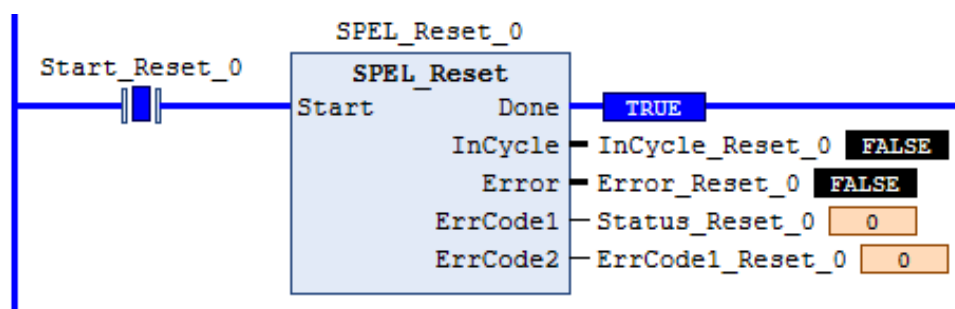 SPEL_Reset_0
Start_Reset_0
SPEL_Reset
Start Done TRUE
InCycle InCycle_Reset_0 FALSE
Error Error_Reset_0 FALSE
ErrCode1 Status_Reset_0 0
ErrCode2 ErrCode1_Reset_0 0